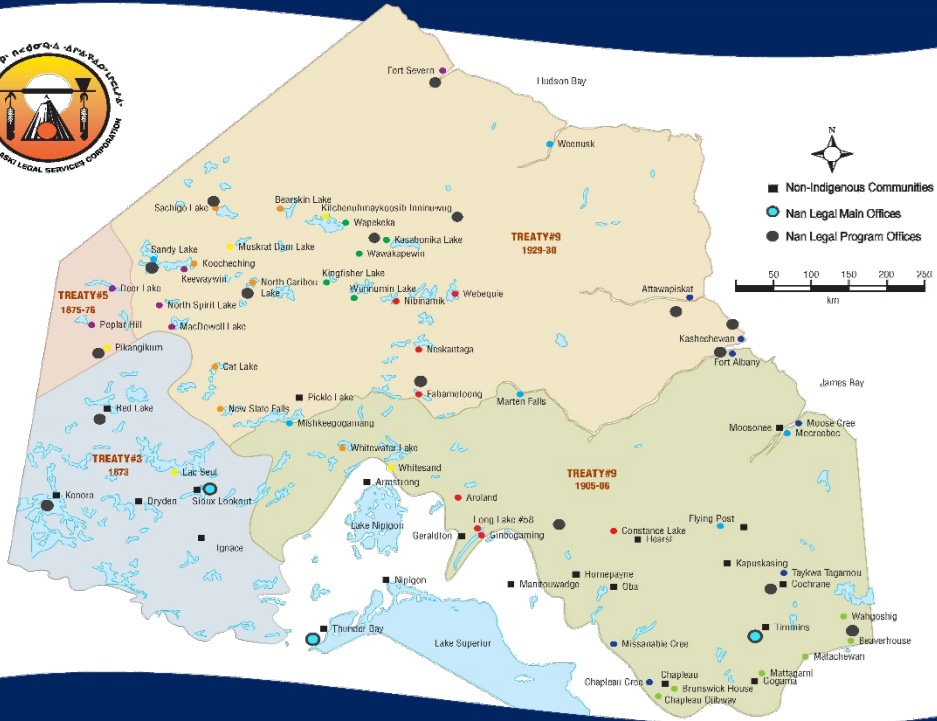 ASKI LEGAL SERVICES CORPORATION
Fort Severn
Hudson Bay
Weenusk
N
Non-Indigenous Communities
Nan Legal Main Offices
Nan Legal Program Offices
50 100 150 200 250
km
Sachigo Lake
Bearskin Lake
Kitchenuhmaykoosib Inninuwug
Wapekeka
Kasabonika Lake
Wawakapewin
TREATY#9
1929-30
Sandy Lake
Muskrat Dam Lake
Koocheching
Keewaywin
North Caribou
Lake
Kingfisher Lake
Wunnumin Lake
Nibinamik
Webequie
TREATY#5
1875-76
Deer Lake
North Spirit Lake
Poplar Hill
MacDowell Lake
Pikangikum
Attawapiskat
Kashechewan
Fort Albany
James Bay
Neskantaga
Cat Lake
Fabametoong
Marten Falls
Red Lake
New Slate Falls
Pickle Lake
Mishkeegogamang
Moosonee
Moose Cree
Mocreebec
TREATY#3
1873
Lac Seul
Whitewater Lake
Whitesand
Armstrong
TREATY#9
1905-06
Kenora
Dryden
Sioux Lookout
Ignace
Lake Nipigon
Aroland
Long Lake #58
Geraldton
Ginoogaming
Constance Lake
Hearst
Flying Post
Kapuskasing
Taykwa Tagamou
Cochrane
Nipigon
Manitouwadge
Hornepayne
Oba
Thunder Bay
Lake Superior
Timmins
Wahgoshig
Beaverhouse
Missanabie Cree
Matachewan
Chapleau Cree
Chapleau
Brunswick House
Chapleau Ojibway
Mattagami
Gogama